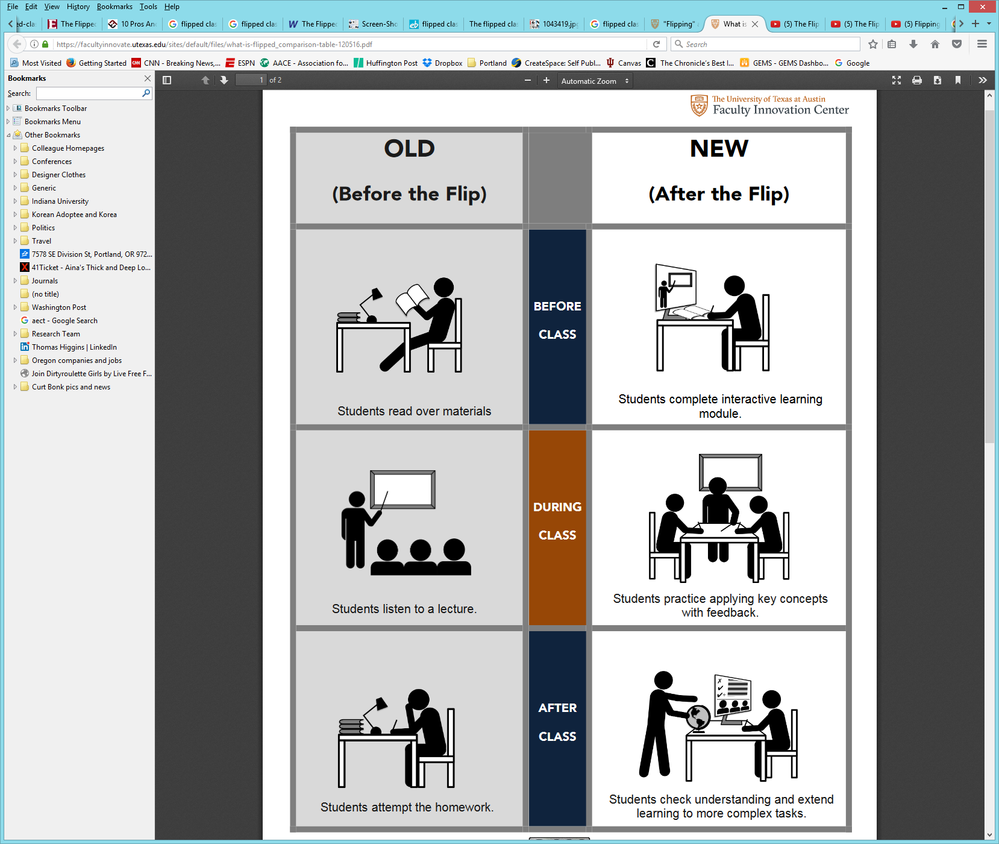 File Edit View History Bookmarks Tools Help
ed-cla The Flipped 10 Pros And flipped clas flipped clas The Flipped Screen-Sho flipped clas The flipped cla 1043419.jpg flipped clas "Flipping" What is (5) The Flip (5) The Flip (5) Flipping
https://facultyinnovate.utexas.edu/sites/default/files/what-is-flipped_comparison-table-120516.pdf Search
Most Visited Getting Started CNN - Breaking News,... ESPN AACE - Association fo... Huffington Post Dropbox Portland CreateSpace: Self Publ... Canvas The Chronicle's Best I... GEMS - GEMS Dashbo... Google
Bookmarks
1 of 2 Automatic Zoom
Search:
Bookmarks Toolbar
Bookmarks Menu
Other Bookmarks
Colleague Homepages
Conferences
Designer Clothes
Generic
Indiana University
Korean Adoptee and Korea
Politics
Travel
7578 SE Division St, Portland, OR 972...
41Ticket - Aina's Thick and Deep Lo...
Journals
(no title)
Washington Post
aect - Google Search
Research Team
Thomas Higgins | LinkedIn
Oregon companies and jobs
Join Dirtyroulette Girls by Live Free F...
Curt Bonk pics and news
The University of Texas at Austin
Faculty Innovation Center
OLD
(Before the Flip)
NEW
(After the Flip)
BEFORE
CLASS
Students read over materials
Students complete interactive learning
module.
DURING
CLASS
Students listen to a lecture.
Students practice applying key concepts
with feedback.
AFTER
CLASS
Students attempt the homework.
Students check understanding and extend
learning to more complex tasks.